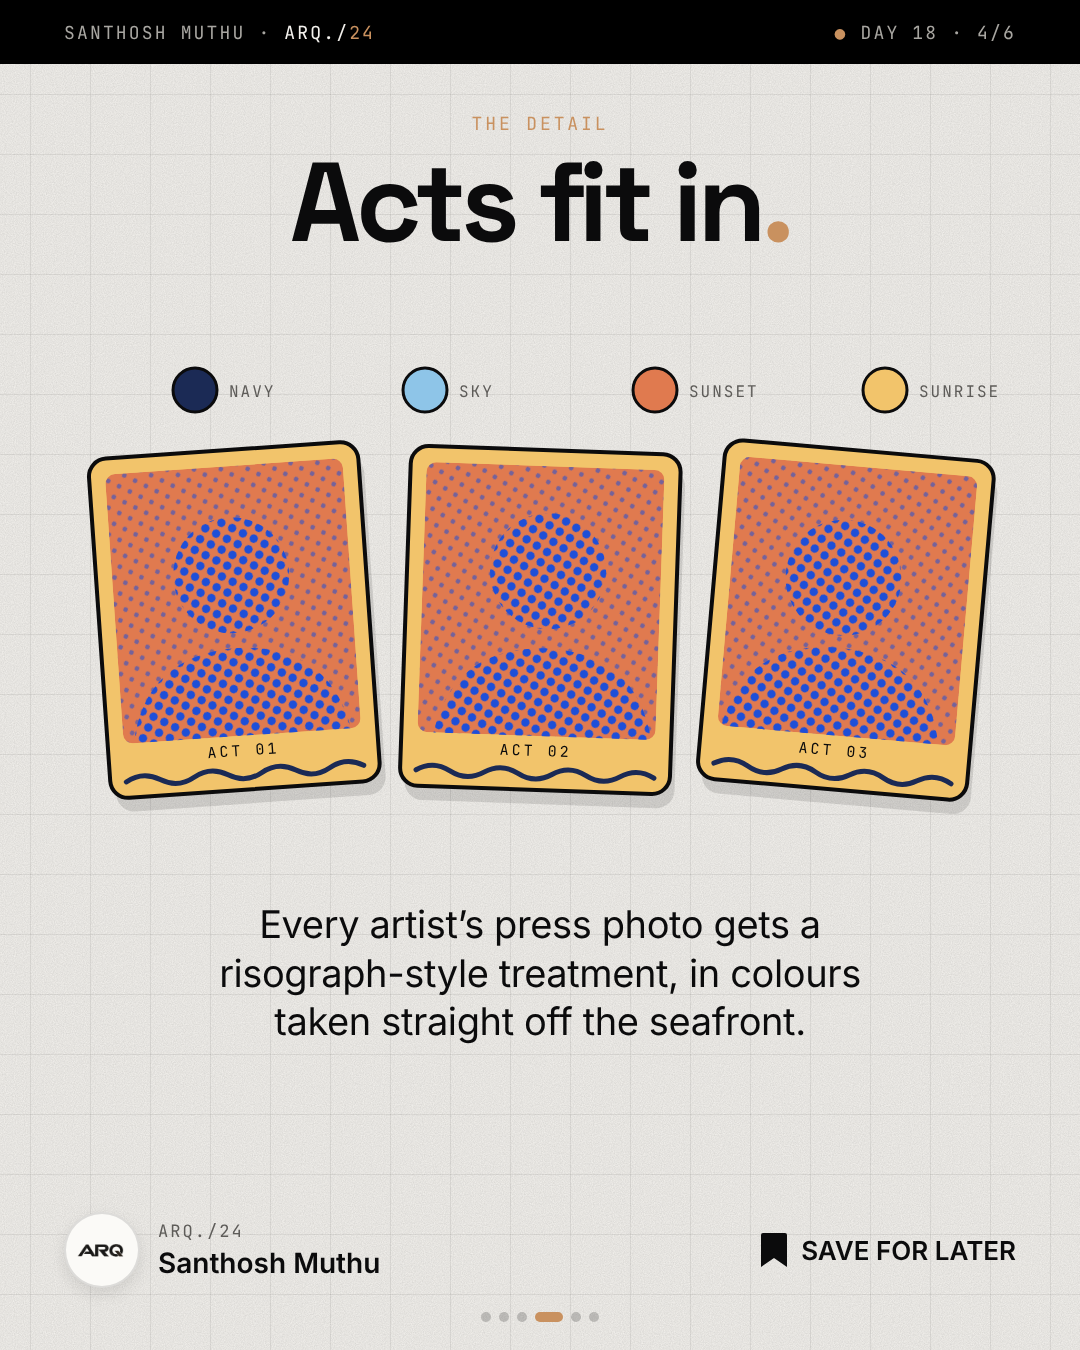 SANTHOSH MUTHU · ARQ./24
● DAY 18 · 4/6
THE DETAIL
Acts fit in.
NAVY
SKY
SUNSET
SUNRISE
ACT 01
ACT 02
ACT 03
Every artist’s press photo gets a
risograph-style treatment, in colours
taken straight off the seafront.
ARQ
ARQ./24
Santhosh Muthu
SAVE FOR LATER